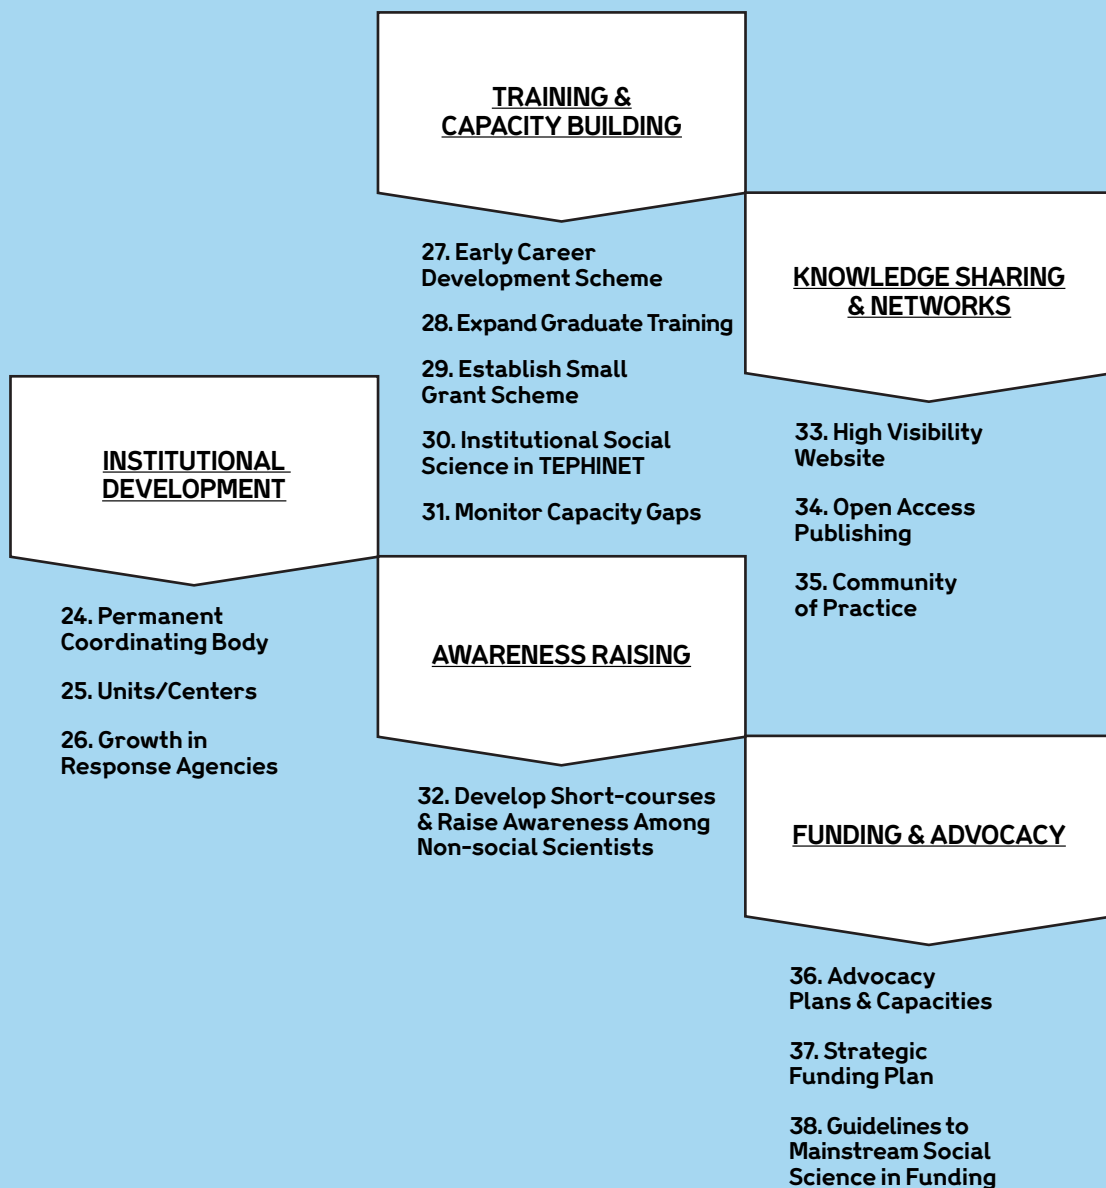 TRAINING &
CAPACITY BUILDING
27. Early Career
Development Scheme
28. Expand Graduate Training
29. Establish Small
Grant Scheme
30. Institutional Social
Science in TEPHINET
31. Monitor Capacity Gaps
KNOWLEDGE SHARING
& NETWORKS
33. High Visibility
Website
34. Open Access
Publishing
35. Community
of Practice
INSTITUTIONAL
DEVELOPMENT
24. Permanent
Coordinating Body
25. Units/Centers
26. Growth in
Response Agencies
AWARENESS RAISING
32. Develop Short-courses
& Raise Awareness Among
Non-social Scientists
FUNDING & ADVOCACY
36. Advocacy
Plans & Capacities
37. Strategic
Funding Plan
38. Guidelines to
Mainstream Social
Science in Funding